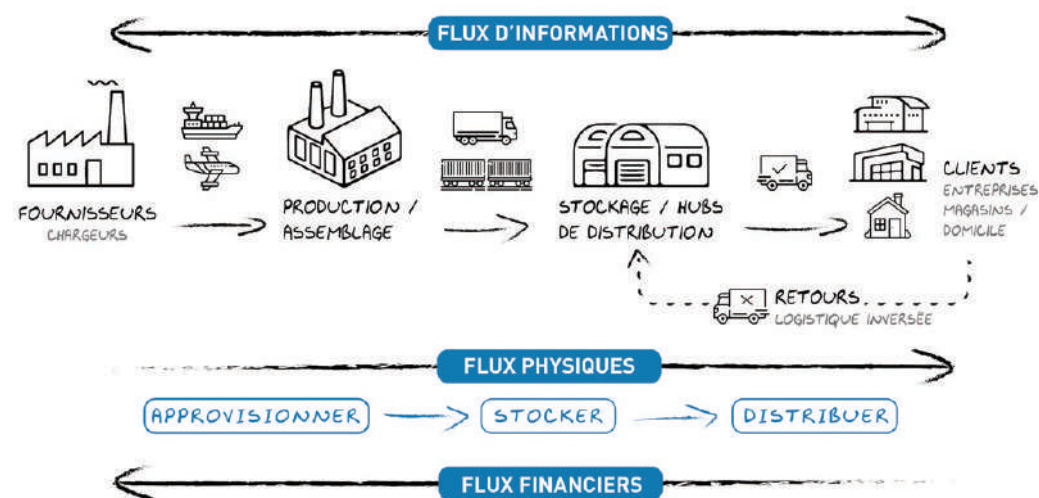 FLUX D'INFORMATIONS
FOURNISSEURS
CHARGEURS
PRODUCTION /
ASSEMBLAGE
STOCKAGE / HUBS
DE DISTRIBUTION
CLIENTS
ENTREPRISES
MAGASINS /
DOMICILE
RETOURS
LOGISTIQUE INVERSÉE
FLUX PHYSIQUES
APPROVISIONNER
STOCKER
DISTRIBUER
FLUX FINANCIERS